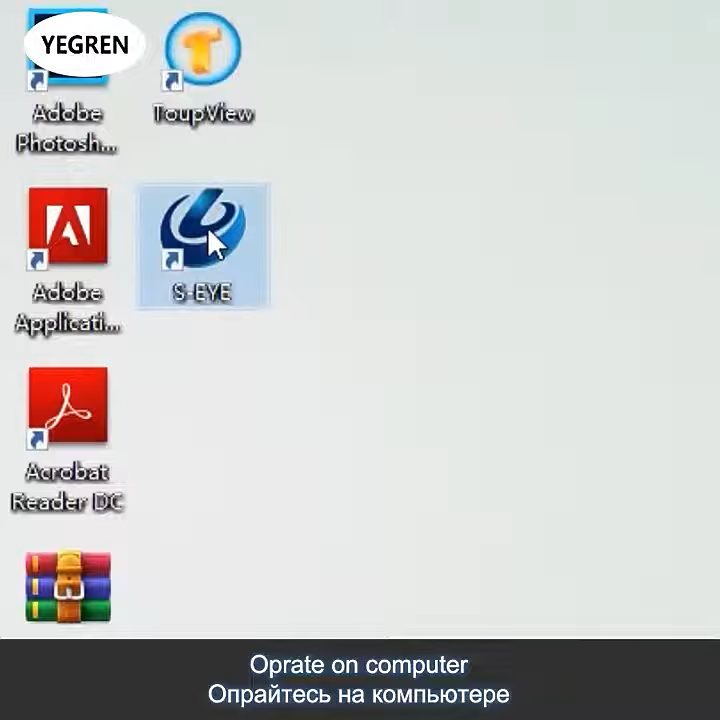 YEGREN
Adobe
Photosh...
ToupView
Adobe
Applicati...
S-EYE
Acrobat
Reader DC
Oprate on computer
Опрайтесь на компьютере